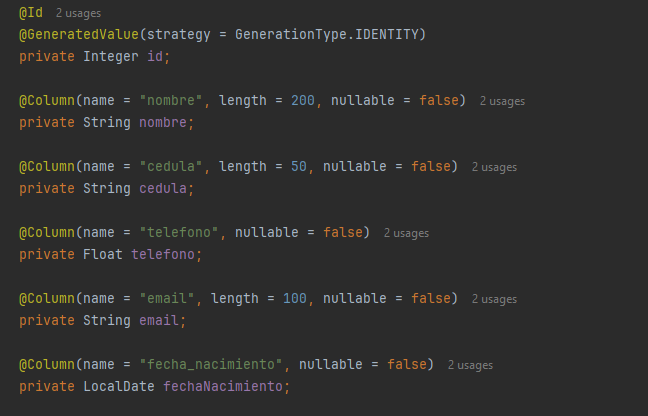 @Id 2 usages
@GeneratedValue(strategy = GenerationType.IDENTITY)
private Integer id;
@Column(name = "nombre", length = 200, nullable = false) 2 usages
private String nombre;
@Column(name = "cedula", length = 50, nullable = false) 2 usages
private String cedula;
@Column(name = "telefono", nullable = false) 2 usages
private Float telefono;
@Column(name = "email", length = 100, nullable = false) 2 usages
private String email;
@Column(name = "fecha_nacimiento", nullable = false) 2 usages
private LocalDate fechaNacimiento;